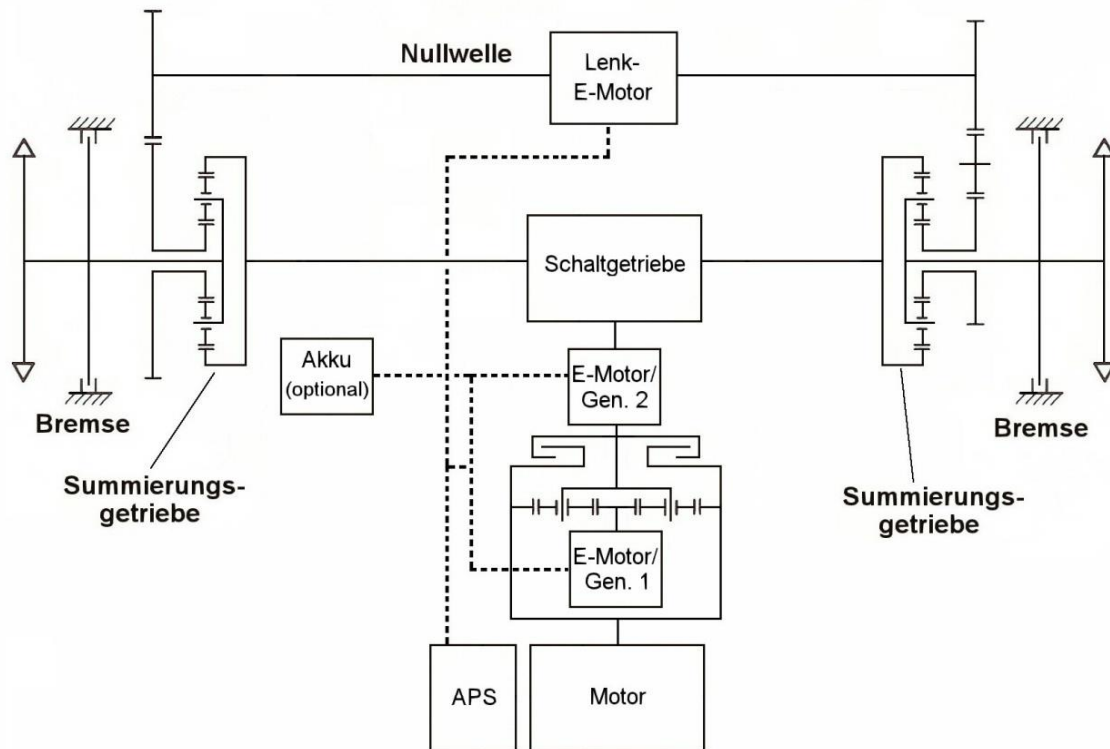 Nullwelle
Lenk-
E-Motor
Schaltgetriebe
Akku
(optional)
E-Motor/
Gen. 2
Bremse
Bremse
Summierungs-
getriebe
Summierungs-
getriebe
E-Motor/
Gen. 1
APS
Motor